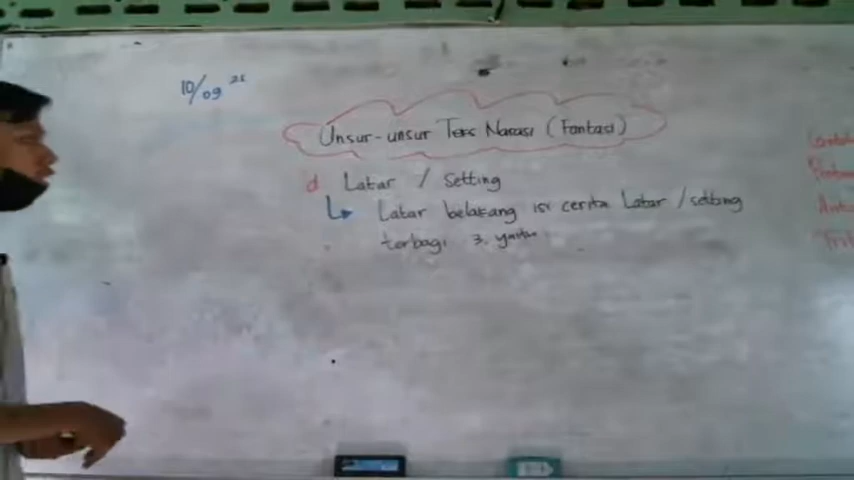 10/09 21
Unsur-unsur Teks Narasi (Fantasi)
d Latar / Setting
Latar belakang isi cerita Latar / setting
terbagi 3. yaitu